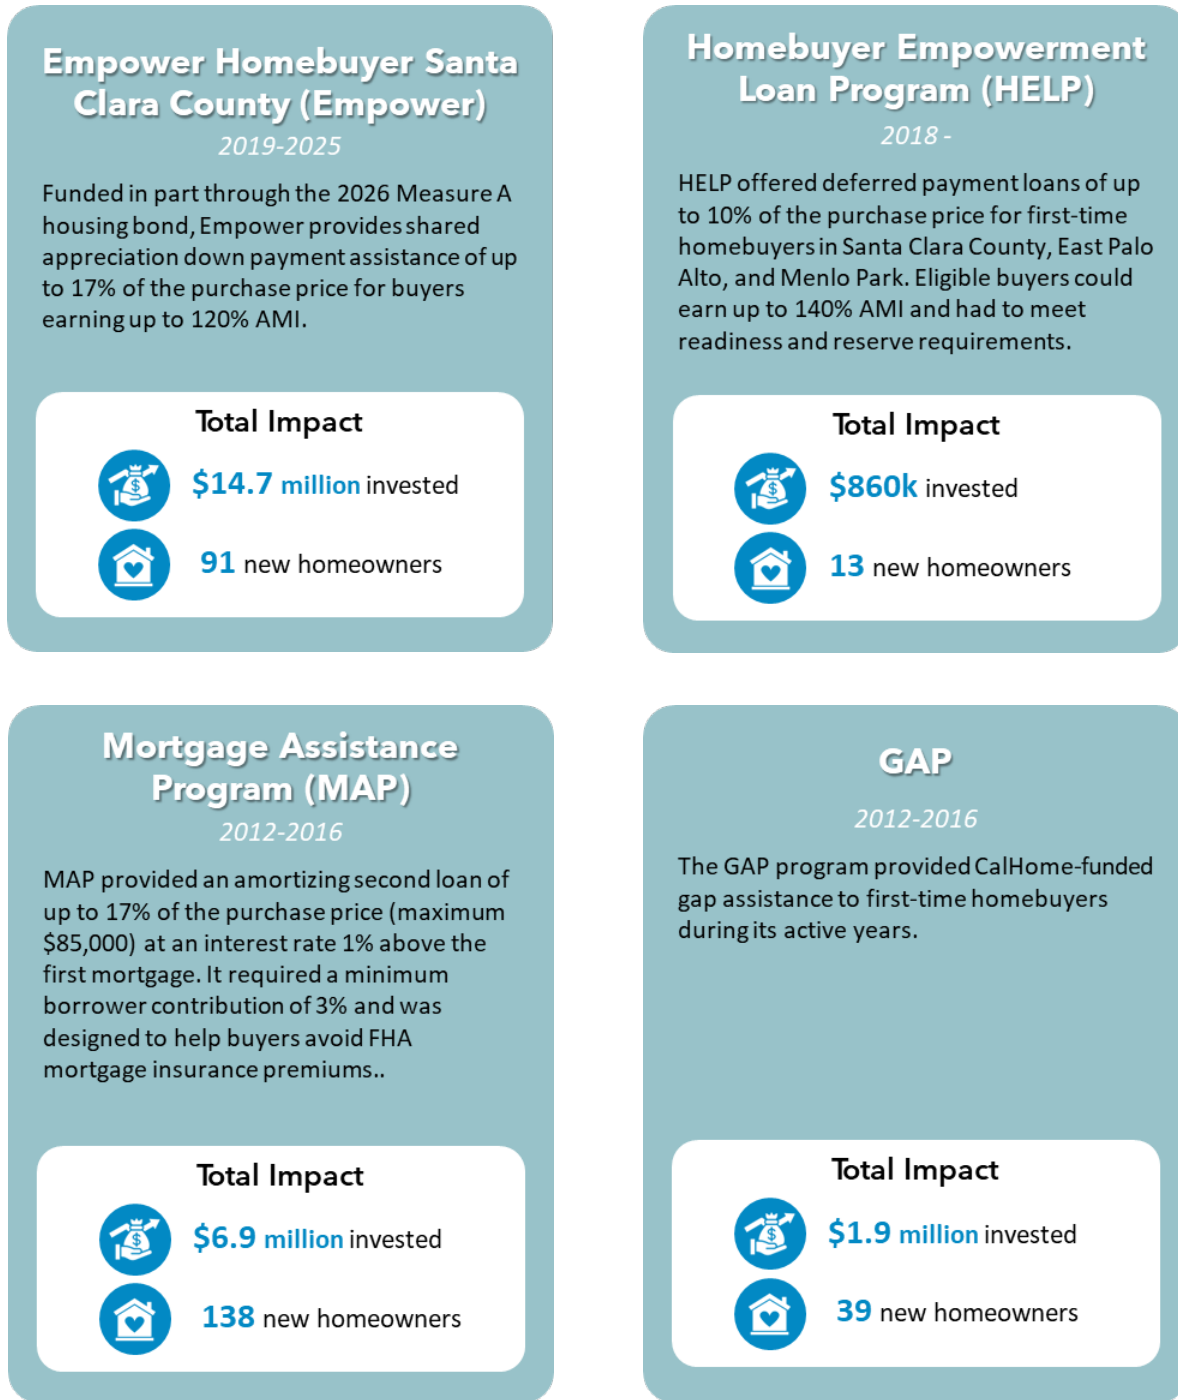 Empower Homebuyer Santa
Clara County (Empower)
2019-2025
Funded in part through the 2026 Measure A
housing bond, Empower provides shared
appreciation down payment assistance of up
to 17% of the purchase price for buyers
earning up to 120% AMI.
Total Impact
$14.7 million invested
91 new homeowners
Homebuyer Empowerment
Loan Program (HELP)
2018 -
HELP offered deferred payment loans of up
to 10% of the purchase price for first-time
homebuyers in Santa Clara County, East Palo
Alto, and Menlo Park. Eligible buyers could
earn up to 140% AMI and had to meet
readiness and reserve requirements.
Total Impact
$860k invested
13 new homeowners
Mortgage Assistance
Program (MAP)
2012-2016
MAP provided an amortizing second loan of
up to 17% of the purchase price (maximum
$85,000) at an interest rate 1% above the
first mortgage. It required a minimum
borrower contribution of 3% and was
designed to help buyers avoid FHA
mortgage insurance premiums..
Total Impact
$6.9 million invested
138 new homeowners
GAP
2012-2016
The GAP program provided CalHome-funded
gap assistance to first-time homebuyers
during its active years.
Total Impact
$1.9 million invested
39 new homeowners